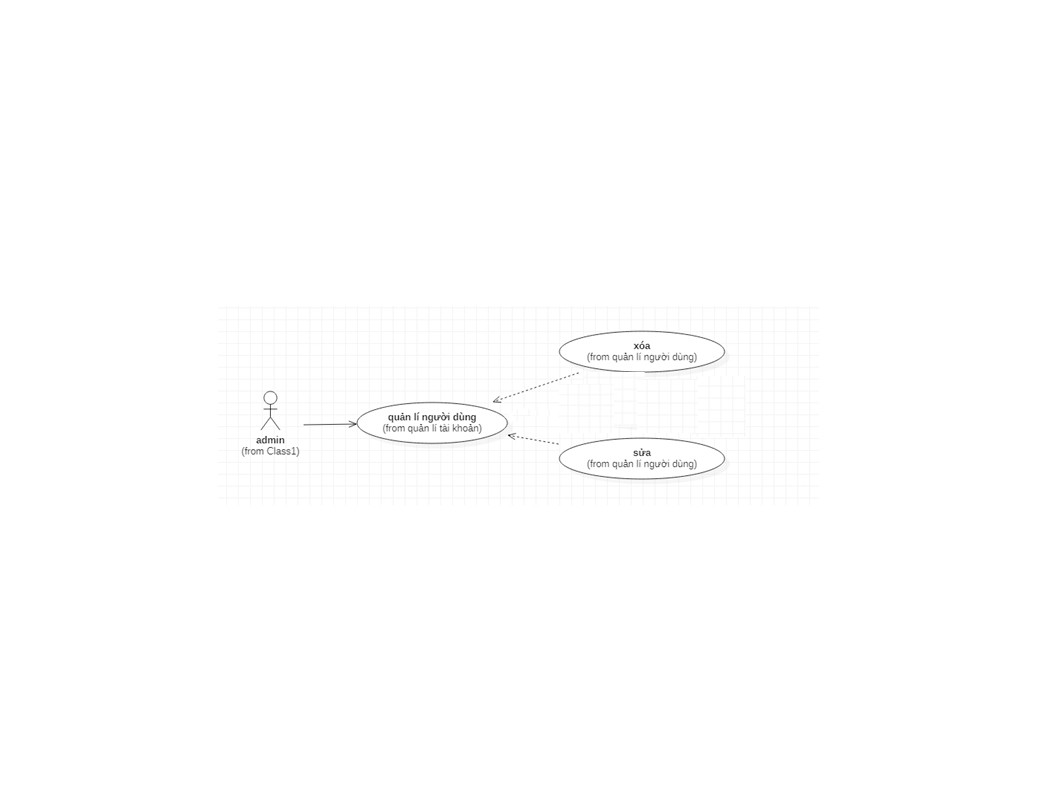 xóa
(from quản lí người dùng)
quản lí người dùng
(from quản lí tài khoản)
admin
(from Class1)
sửa
(from quản lí người dùng)